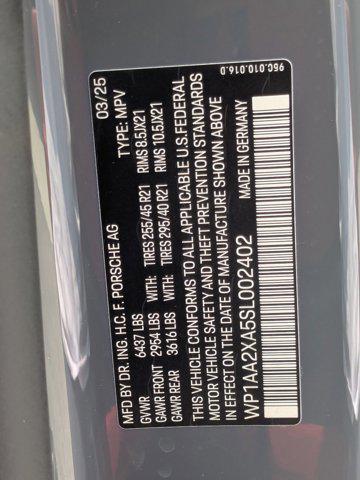 95C.010.016.0
MFD BY DR. ING. H.C. F. PORSCHE AG 03/25
GVWR 6437 LBS TYPE: MPV
GAWR FRONT 2954 LBS WITH: TIRES 255/45 R21 RIMS 8.5JX21
GAWR REAR 3616 LBS WITH: TIRES 295/40 R21 RIMS 10.5JX21
THIS VEHICLE CONFORMS TO ALL APPLICABLE U.S. FEDERAL
MOTOR VEHICLE SAFETY AND THEFT PREVENTION STANDARDS
IN EFFECT ON THE DATE OF MANUFACTURE SHOWN ABOVE
MADE IN GERMANY
WP1AA2XA5SL002402